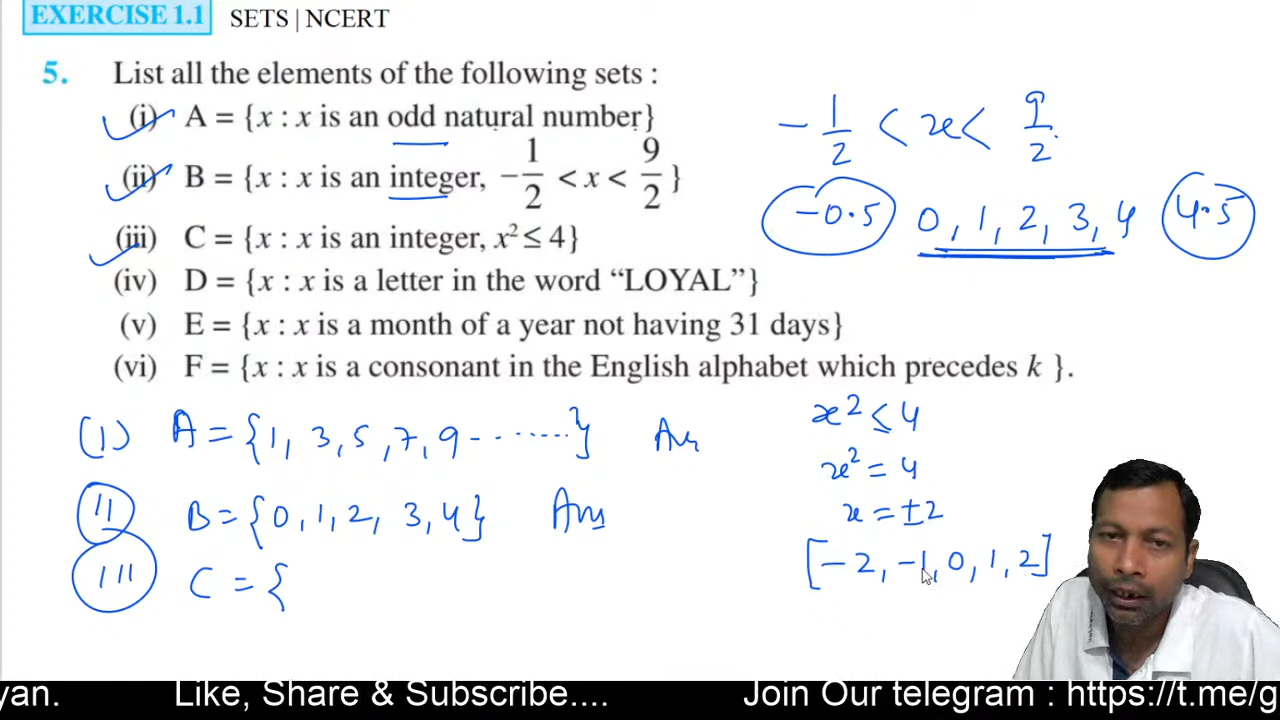 EXERCISE 1.1 SETS | NCERT
5. List all the elements of the following sets :
(i) A = {x : x is an odd natural number}
(ii) B = {x : x is an integer, −1/2 < x < 9/2 }
(iii) C = {x : x is an integer, x² ≤ 4}
(iv) D = {x : x is a letter in the word “LOYAL”}
(v) E = {x : x is a month of a year not having 31 days}
(vi) F = {x : x is a consonant in the English alphabet which precedes k }.
−1/2 < x < 9/2
−0.5 0, 1, 2, 3, 4 4.5
(1) A = {1, 3, 5, 7, 9 - ........} Ans
II B = {0, 1, 2, 3, 4} Ans
III C = {
x² ≤ 4
x² = 4
x = ±2
[−2, −1, 0, 1, 2]
yan. Like, Share & Subscribe.... Join Our telegram : https://t.me/g